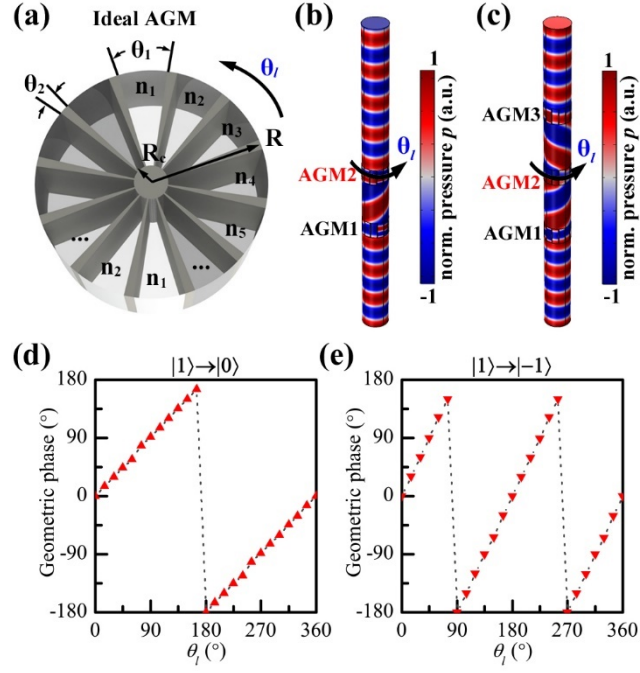 (a) Ideal AGM
θ1
θ2
θl
n1
n2
n3
R
Rc
n4
n5
...
n2
n1
...
(b)
1
θl
AGM2
AGM1
norm. pressure p (a.u.)
-1
(c)
1
AGM3
θl
AGM2
AGM1
norm. pressure p (a.u.)
-1
(d) |1⟩→|0⟩
Geometric phase (°)
180
90
0
-90
-180
0 90 180 270 360
θl (°)
(e) |1⟩→|-1⟩
Geometric phase (°)
180
90
0
-90
-180
0 90 180 270 360
θl (°)